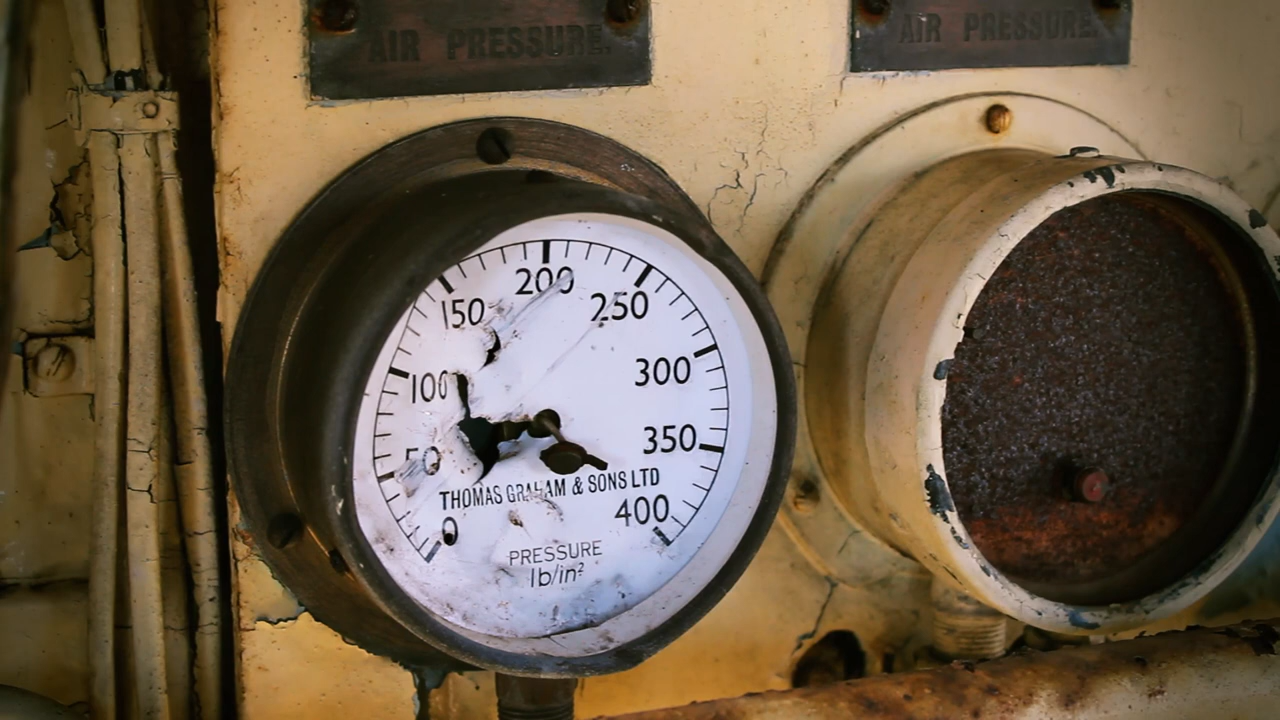 AIR PRESSURE.
AIR PRESSURE.
200
150
250
100
300
50
350
THOMAS GRAHAM & SONS LTD
0
400
PRESSURE
lb/in²